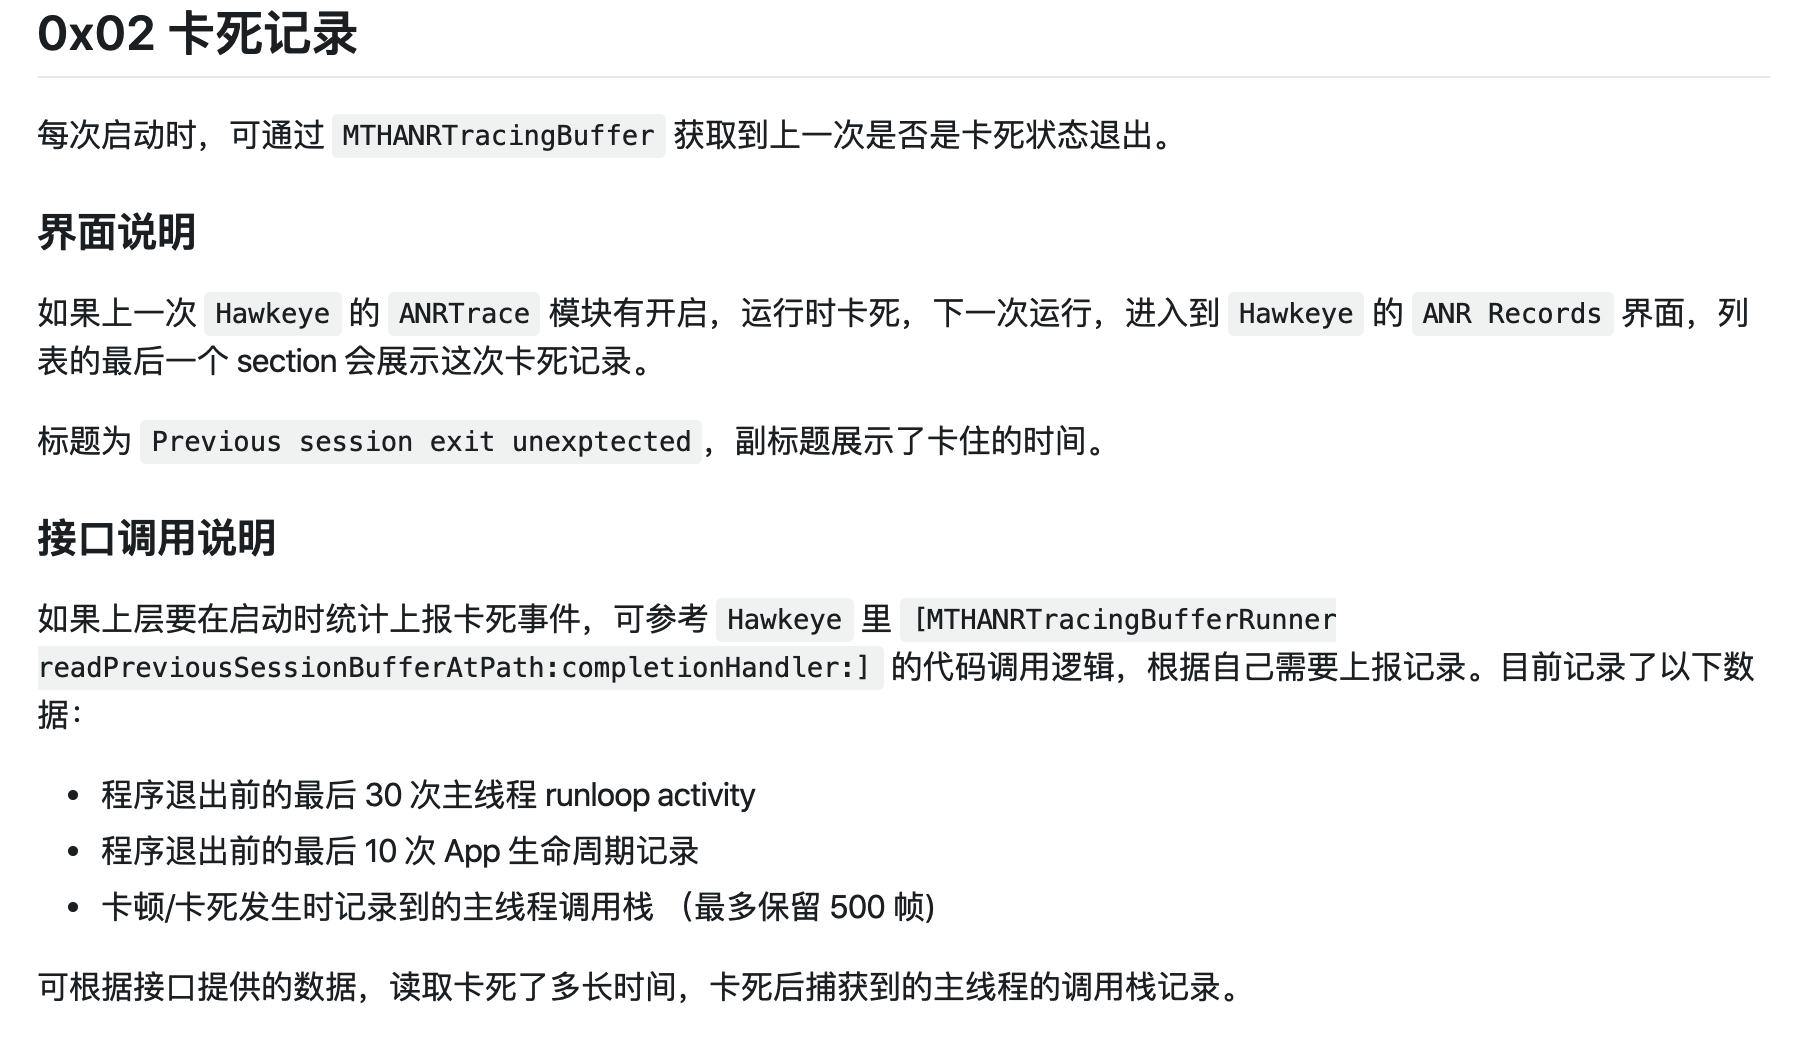 0x02 卡死记录
每次启动时，可通过 MTHANRTracingBuffer 获取到上一次是否是卡死状态退出。
界面说明
如果上一次 Hawkeye 的 ANRTrace 模块有开启，运行时卡死，下一次运行，进入到 Hawkeye 的 ANR Records 界面，列
表的最后一个 section 会展示这次卡死记录。
标题为 Previous session exit unexptected，副标题展示了卡住的时间。
接口调用说明
如果上层要在启动时统计上报卡死事件，可参考 Hawkeye 里 [MTHANRTracingBufferRunner
readPreviousSessionBufferAtPath:completionHandler:] 的代码调用逻辑，根据自己需要上报记录。目前记录了以下数
据：
• 程序退出前的最后 30 次主线程 runloop activity
• 程序退出前的最后 10 次 App 生命周期记录
• 卡顿/卡死发生时记录到的主线程调用栈 （最多保留 500 帧)
可根据接口提供的数据，读取卡死了多长时间，卡死后捕获到的主线程的调用栈记录。